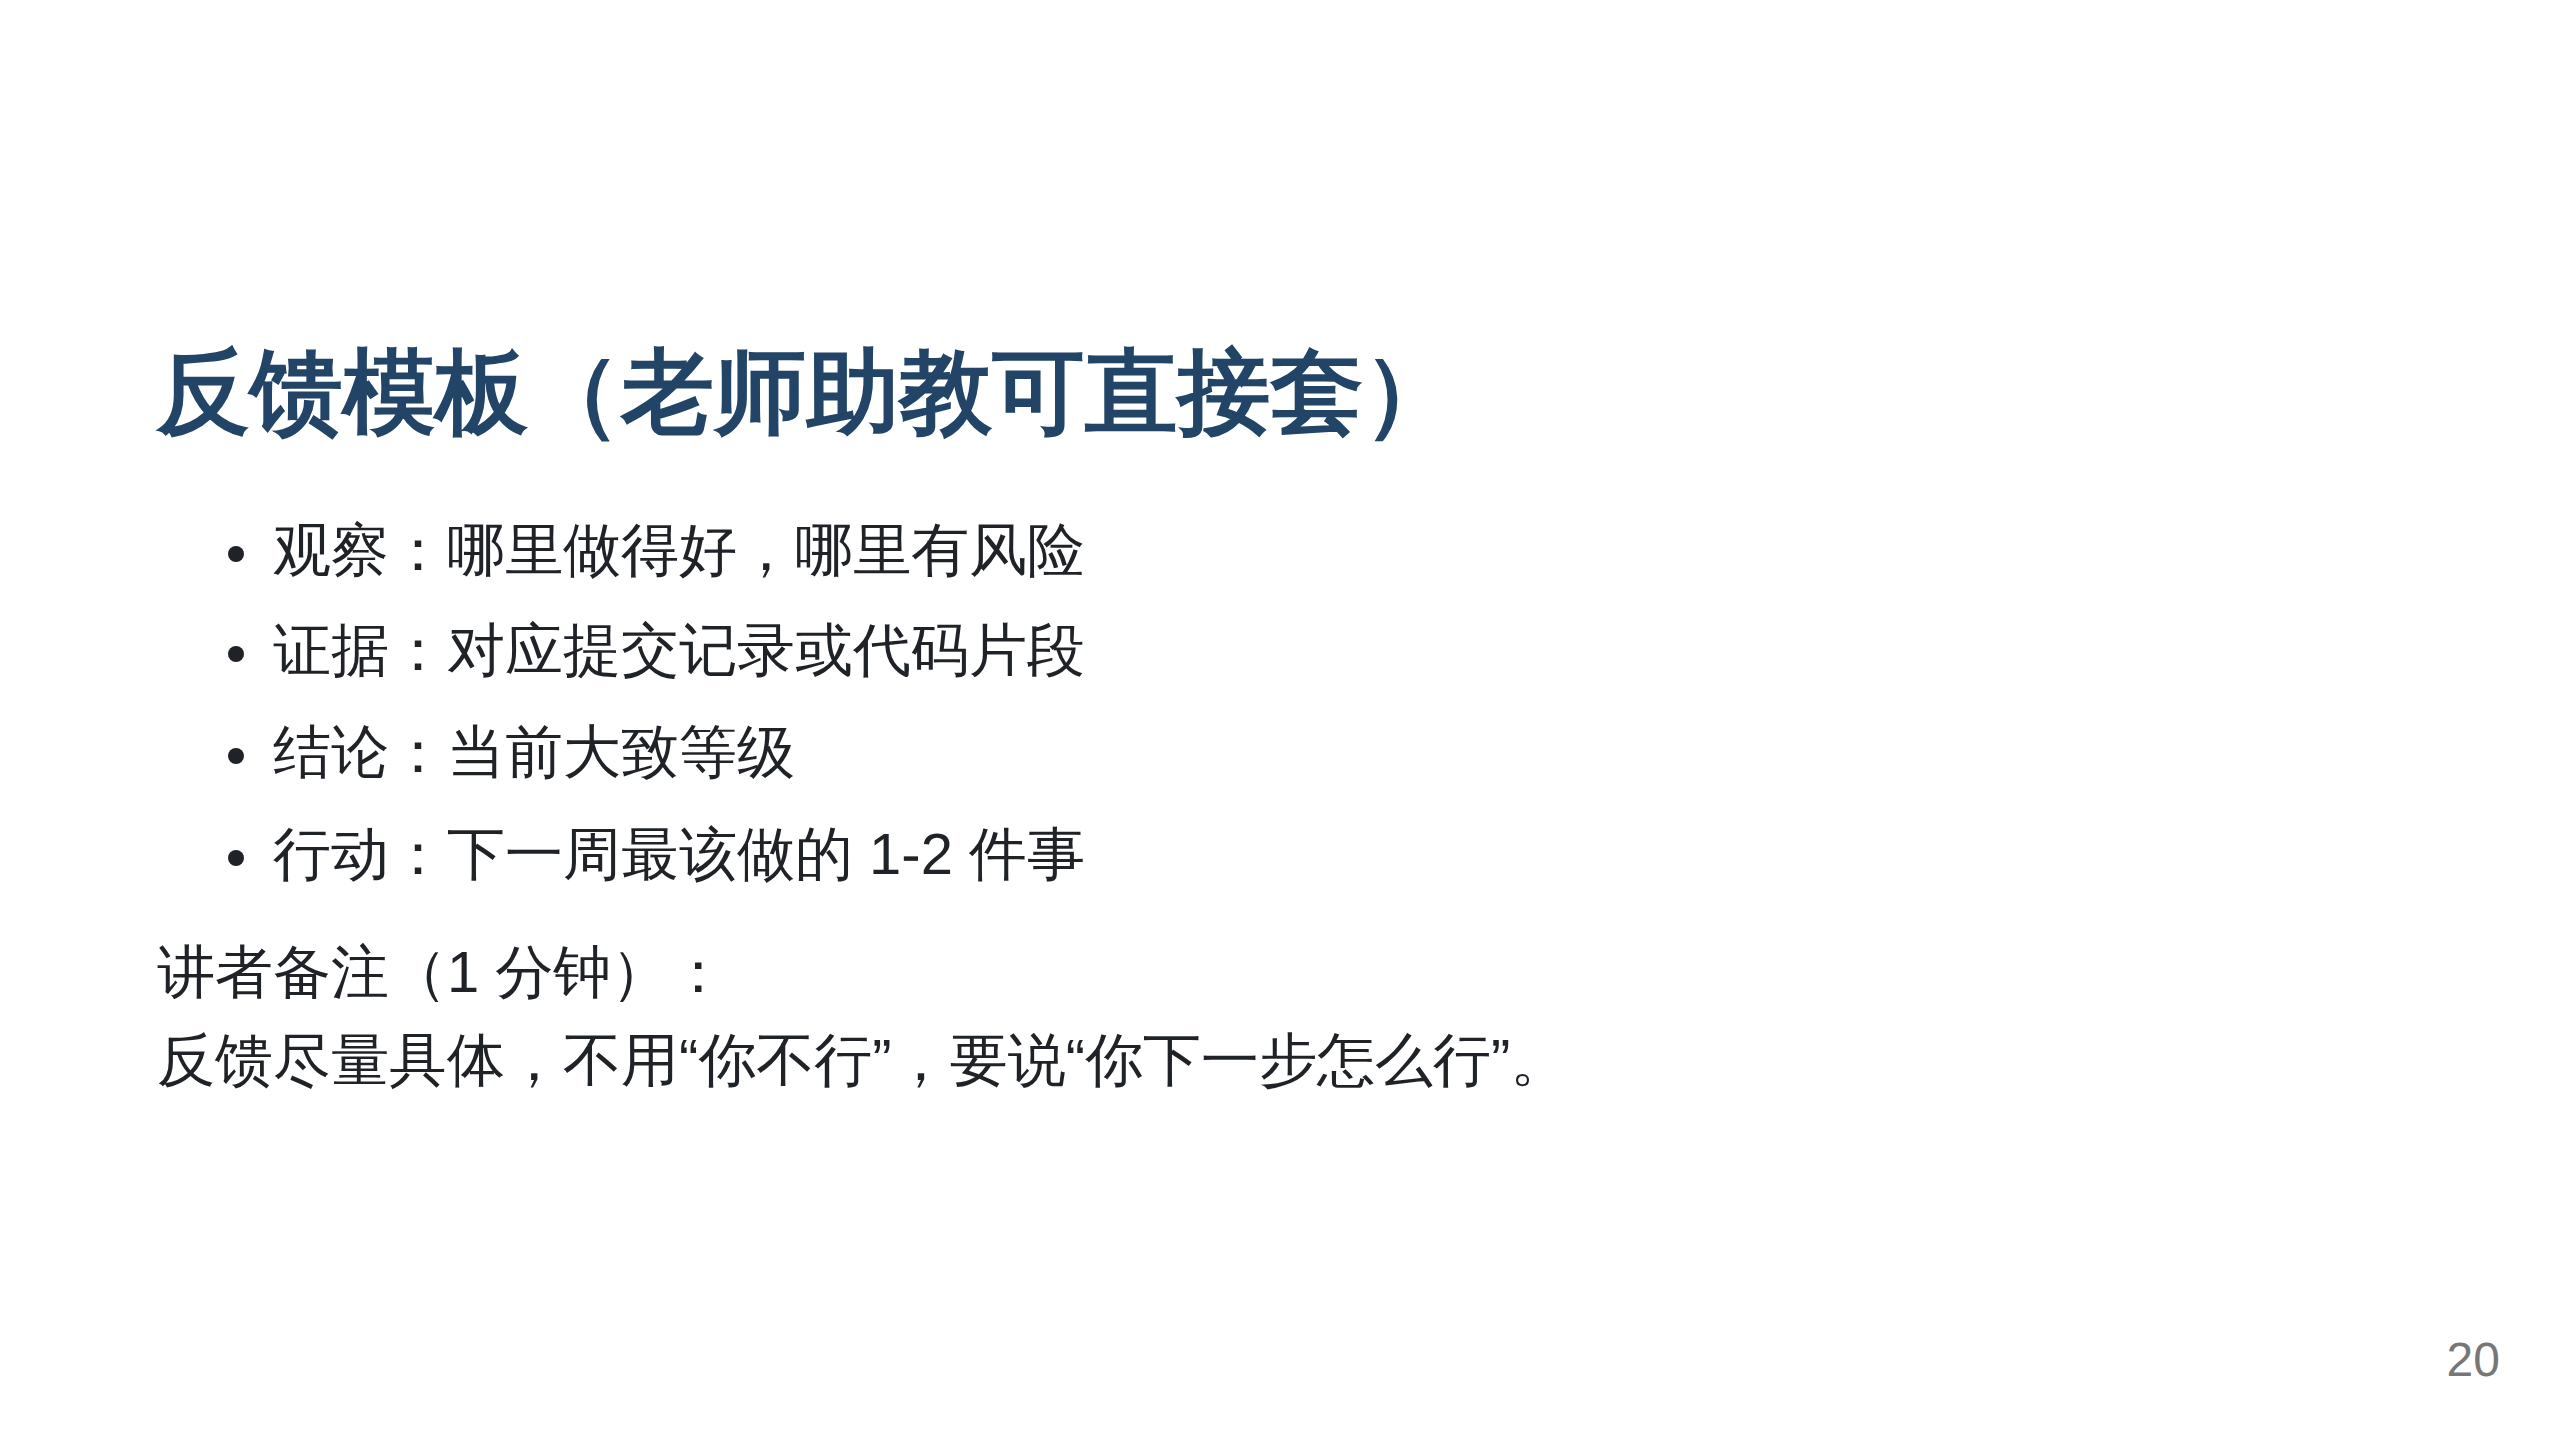 反馈模板（老师助教可直接套）
• 观察：哪里做得好，哪里有风险
• 证据：对应提交记录或代码片段
• 结论：当前大致等级
• 行动：下一周最该做的 1-2 件事
讲者备注（1 分钟）：
反馈尽量具体，不用“你不行”，要说“你下一步怎么行”。
20